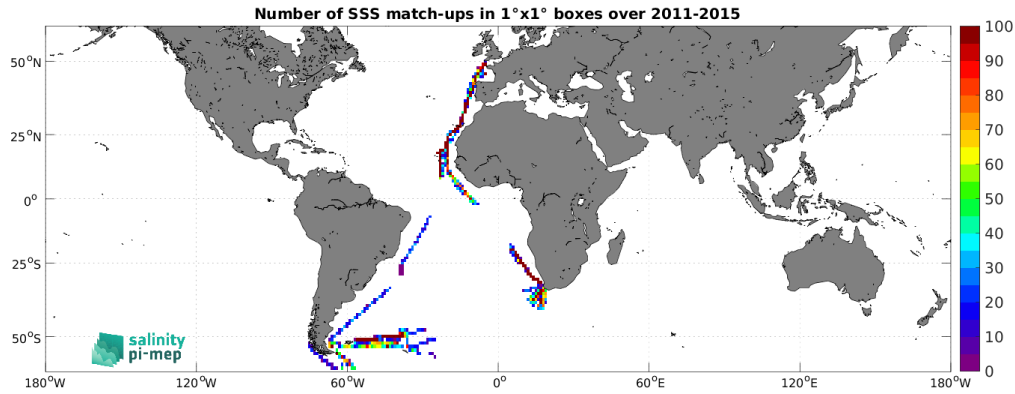 Number of SSS match-ups in 1°x1° boxes over 2011-2015
50°N
25°N
0°
25°S
50°S
180°W
120°W
60°W
0°
60°E
120°E
180°W
100
90
80
70
60
50
40
30
20
10
0
salinity
pi-mep